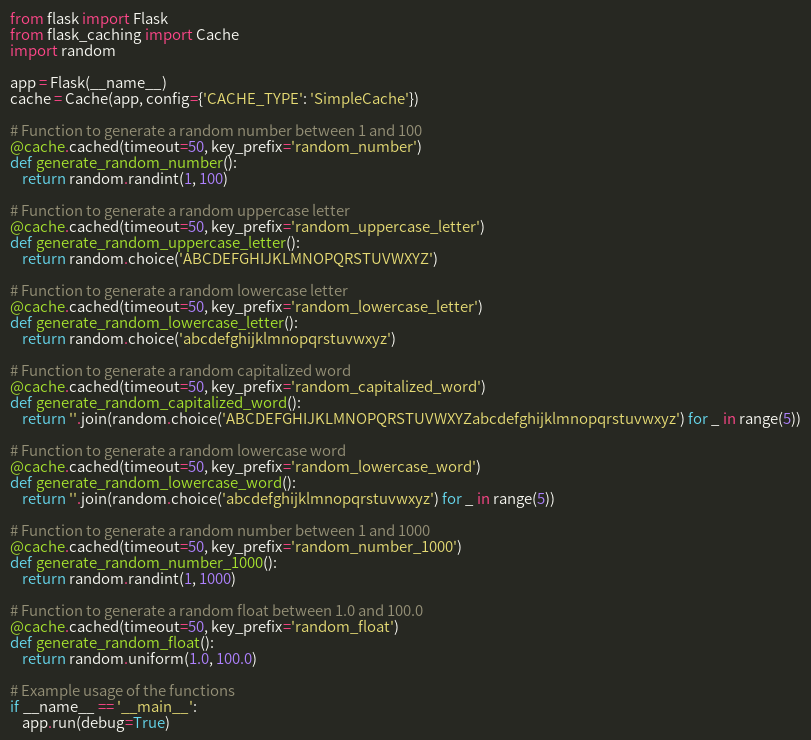 from flask import Flask
from flask_caching import Cache
import random

app = Flask(__name__)
cache = Cache(app, config={'CACHE_TYPE': 'SimpleCache'})

# Function to generate a random number between 1 and 100
@cache.cached(timeout=50, key_prefix='random_number')
def generate_random_number():
    return random.randint(1, 100)

# Function to generate a random uppercase letter
@cache.cached(timeout=50, key_prefix='random_uppercase_letter')
def generate_random_uppercase_letter():
    return random.choice('ABCDEFGHIJKLMNOPQRSTUVWXYZ')

# Function to generate a random lowercase letter
@cache.cached(timeout=50, key_prefix='random_lowercase_letter')
def generate_random_lowercase_letter():
    return random.choice('abcdefghijklmnopqrstuvwxyz')

# Function to generate a random capitalized word
@cache.cached(timeout=50, key_prefix='random_capitalized_word')
def generate_random_capitalized_word():
    return ''.join(random.choice('ABCDEFGHIJKLMNOPQRSTUVWXYZabcdefghijklmnopqrstuvwxyz') for _ in range(5))

# Function to generate a random lowercase word
@cache.cached(timeout=50, key_prefix='random_lowercase_word')
def generate_random_lowercase_word():
    return ''.join(random.choice('abcdefghijklmnopqrstuvwxyz') for _ in range(5))

# Function to generate a random number between 1 and 1000
@cache.cached(timeout=50, key_prefix='random_number_1000')
def generate_random_number_1000():
    return random.randint(1, 1000)

# Function to generate a random float between 1.0 and 100.0
@cache.cached(timeout=50, key_prefix='random_float')
def generate_random_float():
    return random.uniform(1.0, 100.0)

# Example usage of the functions
if __name__ == '__main__':
    app.run(debug=True)